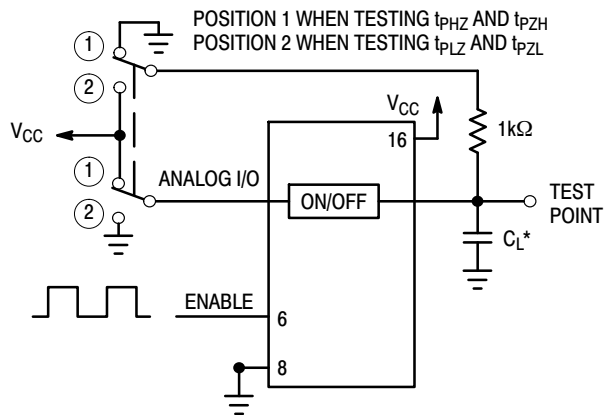 POSITION 1 WHEN TESTING tPHZ AND tPZH
POSITION 2 WHEN TESTING tPLZ AND tPZL
1
2
VCC
VCC
16
1kΩ
1
ANALOG I/O
ON/OFF
TEST
POINT
2
CL*
ENABLE
6
8